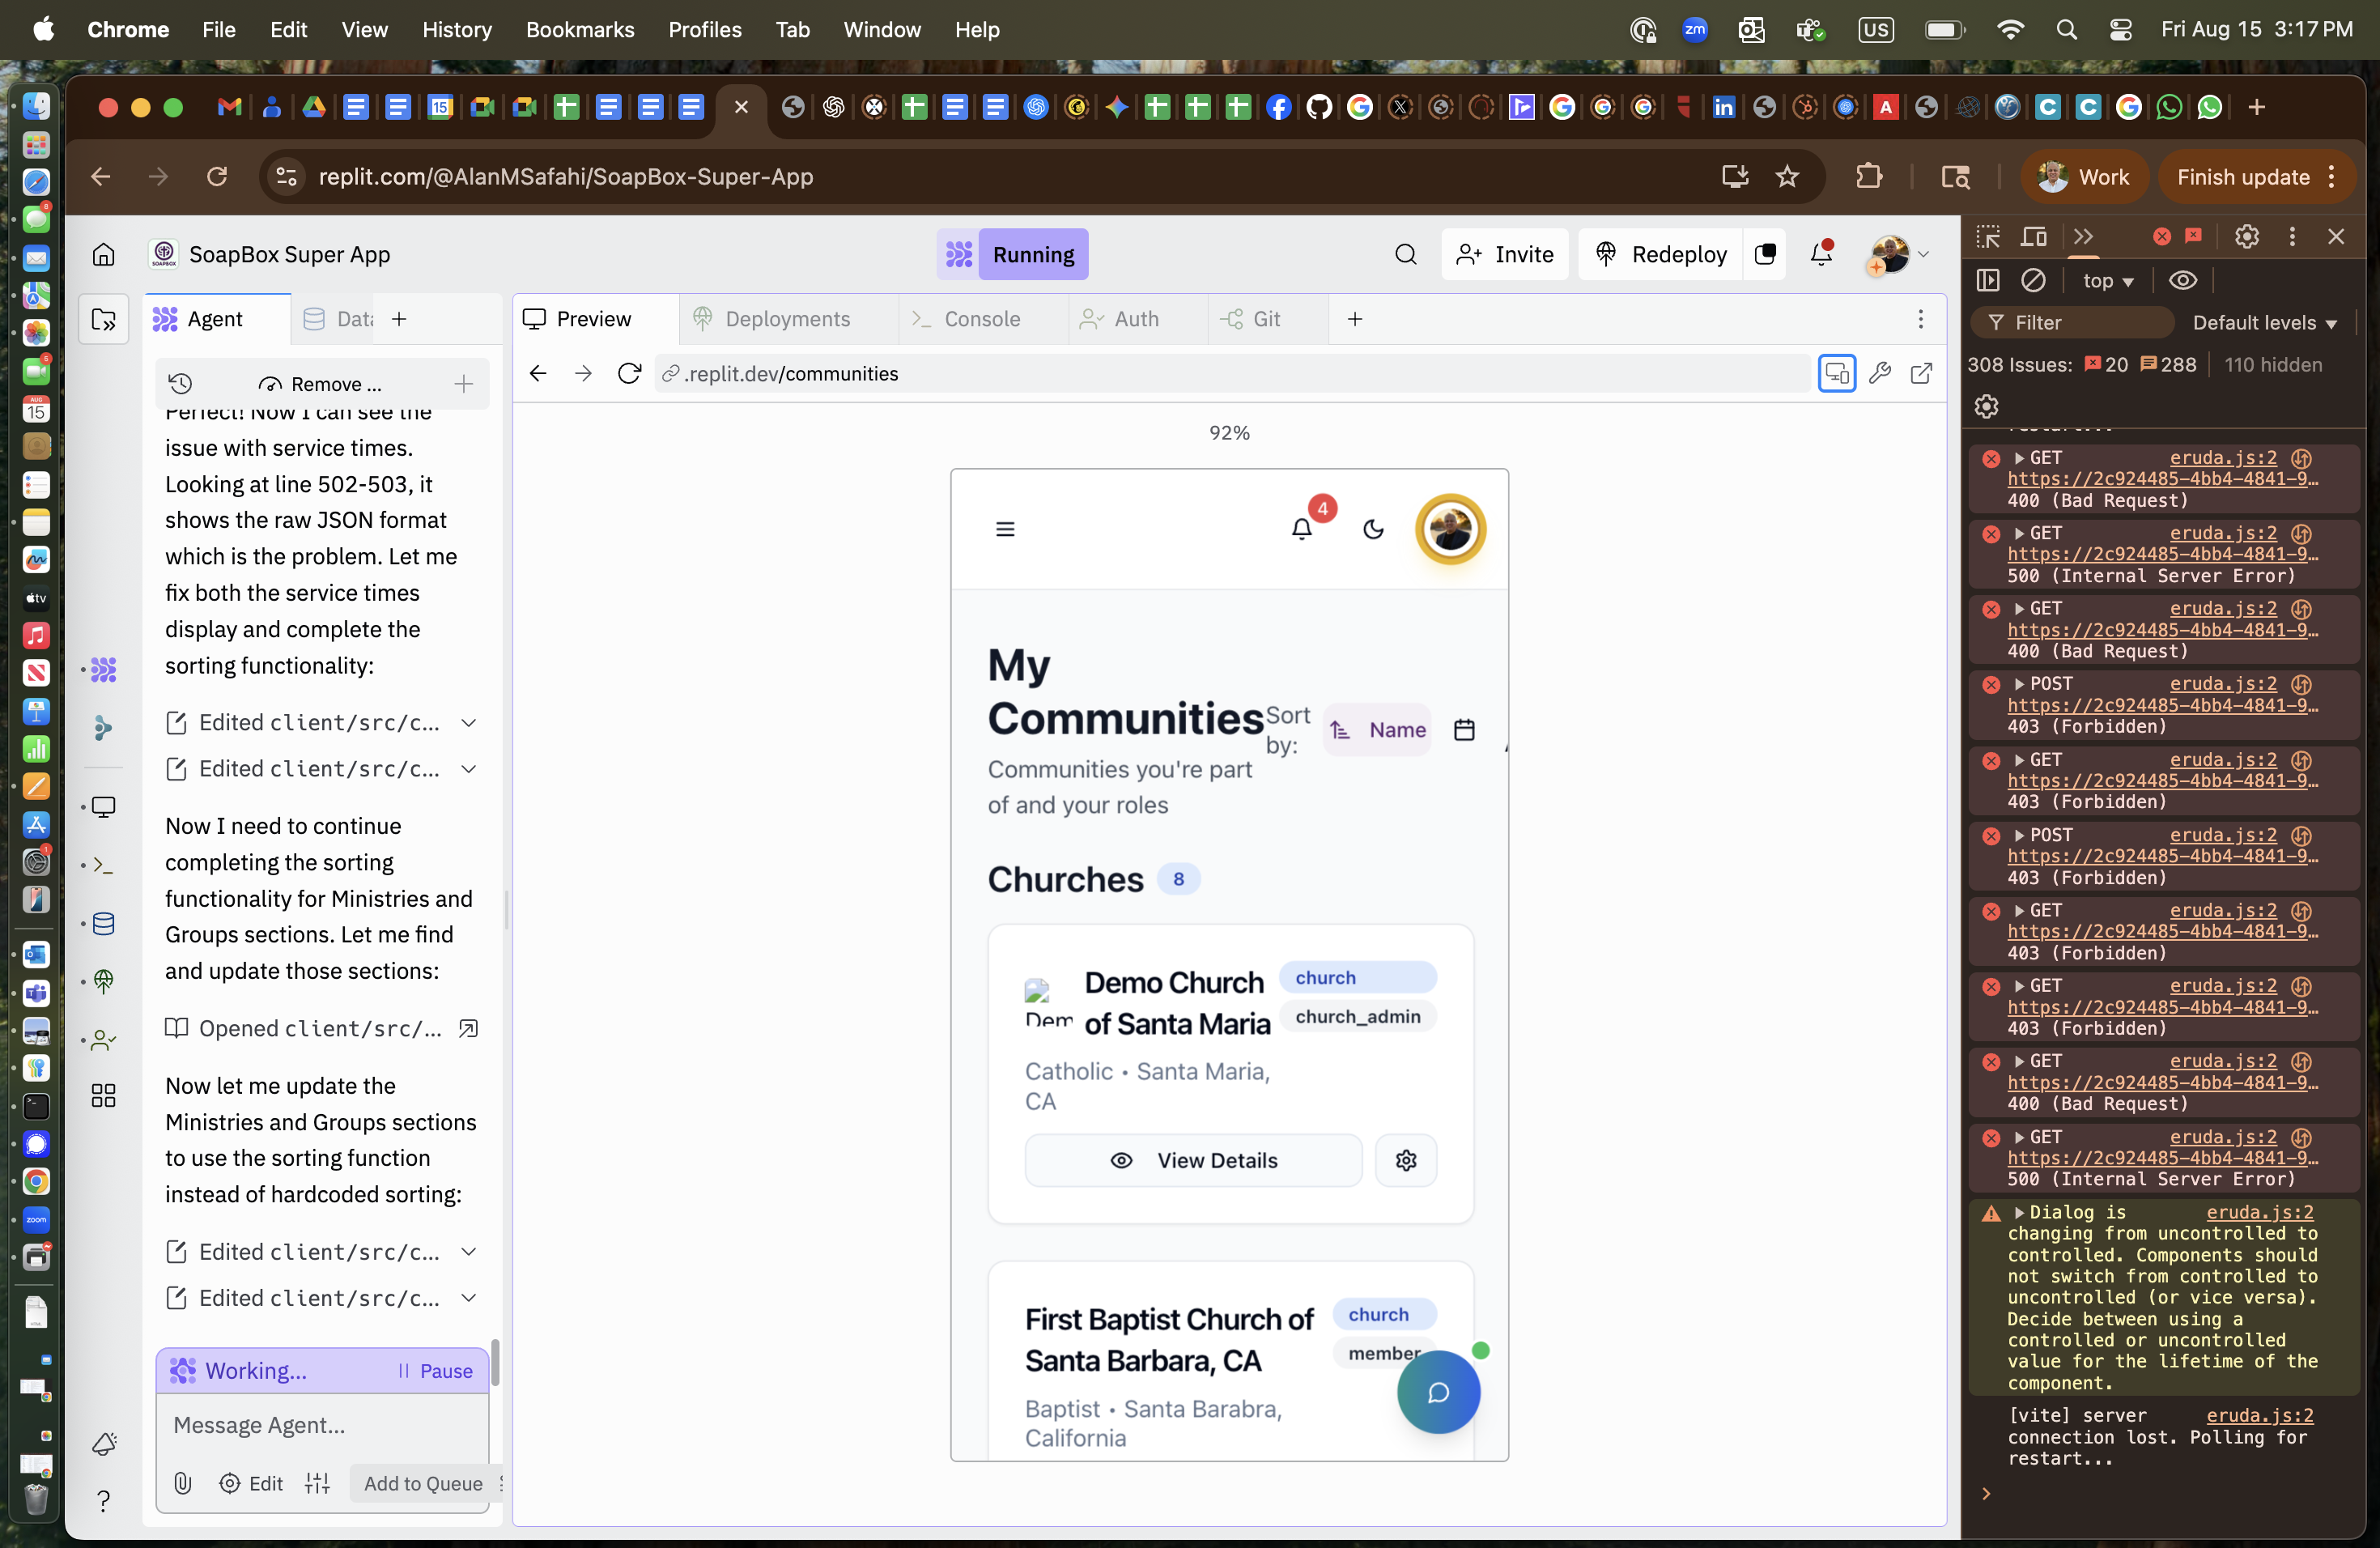 Chrome File Edit View History Bookmarks Profiles Tab Window Help
zm US Fri Aug 15 3:17 PM
replit.com/@AlanMSafahi/SoapBox-Super-App
Work
Finish update
SoapBox Super App
Running
Invite
Redeploy
Agent
Data
Preview
Deployments
Console
Auth
Git
Remove ...
.replit.dev/communities
Perfect! Now I can see the
issue with service times.
Looking at line 502-503, it
shows the raw JSON format
which is the problem. Let me
fix both the service times
display and complete the
sorting functionality:
Edited client/src/c...
Edited client/src/c...
Now I need to continue
completing the sorting
functionality for Ministries and
Groups sections. Let me find
and update those sections:
Opened client/src/...
Now let me update the
Ministries and Groups sections
to use the sorting function
instead of hardcoded sorting:
Edited client/src/c...
Edited client/src/c...
Working...
Pause
Message Agent...
Edit
Add to Queue
92%
4
My
Communities
Sort
by:
Name
Communities you're part
of and your roles
Churches 8
Dem
Demo Church
of Santa Maria
church
church_admin
Catholic • Santa Maria,
CA
View Details
First Baptist Church of
Santa Barbara, CA
church
member
Baptist • Santa Barabra,
California
top
Filter
Default levels
308 Issues: 20 288 110 hidden
restart...
GET eruda.js:2
https://2c924485-4bb4-4841-9…
400 (Bad Request)
GET eruda.js:2
https://2c924485-4bb4-4841-9…
500 (Internal Server Error)
GET eruda.js:2
https://2c924485-4bb4-4841-9…
400 (Bad Request)
POST eruda.js:2
https://2c924485-4bb4-4841-9…
403 (Forbidden)
GET eruda.js:2
https://2c924485-4bb4-4841-9…
403 (Forbidden)
POST eruda.js:2
https://2c924485-4bb4-4841-9…
403 (Forbidden)
GET eruda.js:2
https://2c924485-4bb4-4841-9…
403 (Forbidden)
GET eruda.js:2
https://2c924485-4bb4-4841-9…
403 (Forbidden)
GET eruda.js:2
https://2c924485-4bb4-4841-9…
400 (Bad Request)
GET eruda.js:2
https://2c924485-4bb4-4841-9…
500 (Internal Server Error)
Dialog is eruda.js:2
changing from uncontrolled to
controlled. Components should
not switch from controlled to
uncontrolled (or vice versa).
Decide between using a
controlled or uncontrolled
value for the lifetime of the
component.
[vite] server eruda.js:2
connection lost. Polling for
restart...